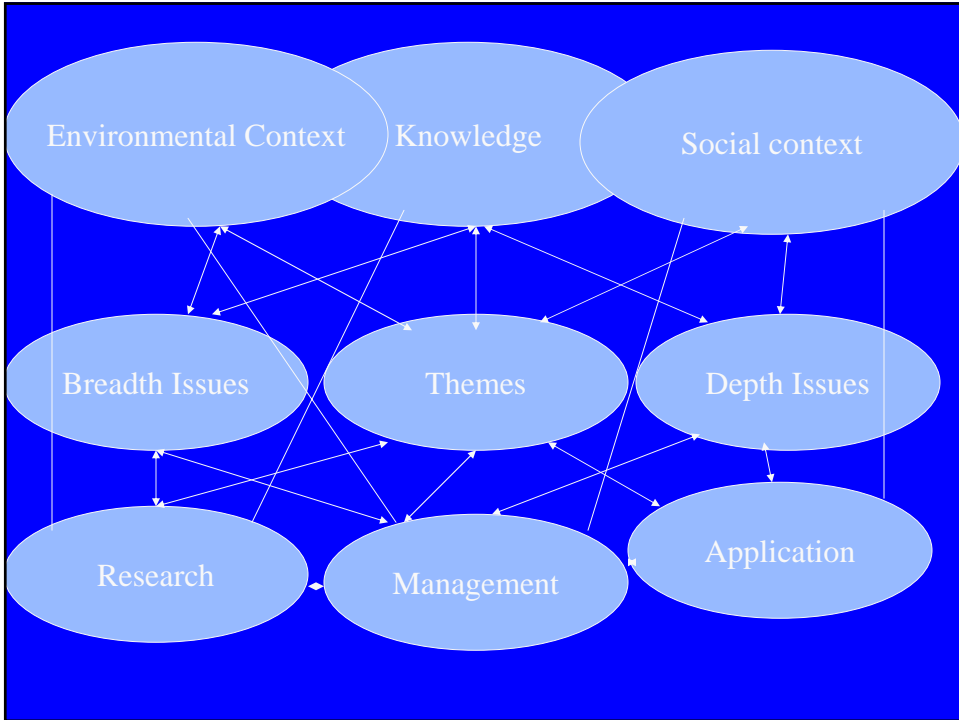 Environmental Context
Knowledge
Social context
Breadth Issues
Themes
Depth Issues
Research
Management
Application